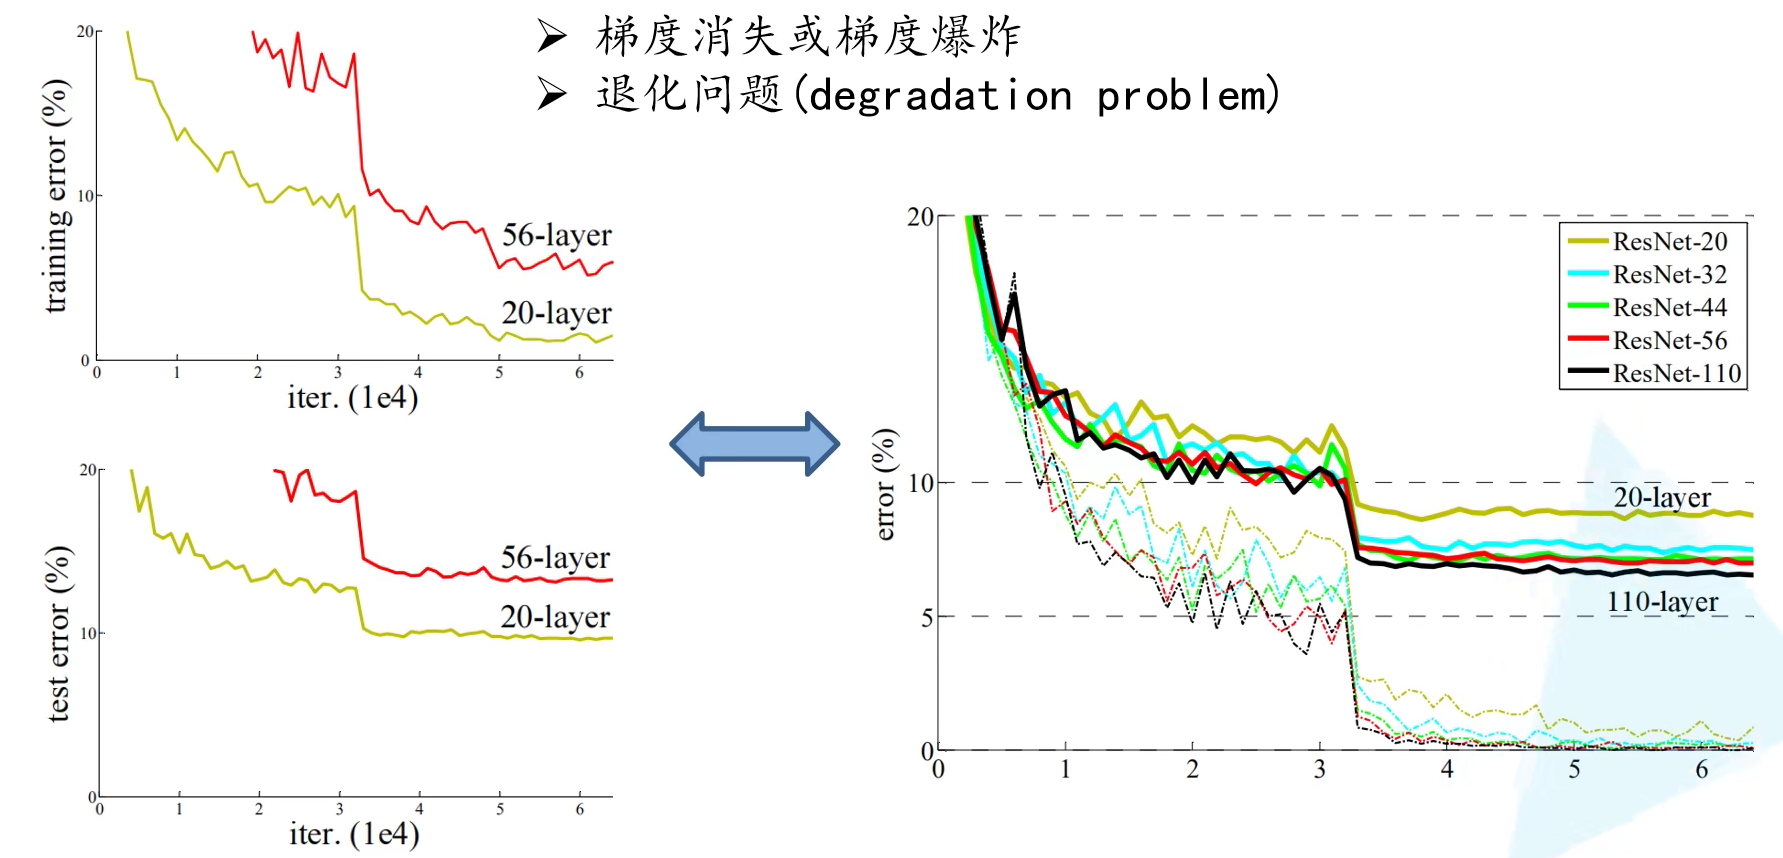 ➢ 梯度消失或梯度爆炸
➢ 退化问题(degradation problem)
training error (%)
20
10
0
0 1 2 3 4 5 6
iter. (1e4)
56-layer
20-layer
test error (%)
20
10
0
0 1 2 3 4 5 6
iter. (1e4)
56-layer
20-layer
error (%)
20
10
5
0
0 1 2 3 4 5 6
ResNet-20
ResNet-32
ResNet-44
ResNet-56
ResNet-110
20-layer
110-layer